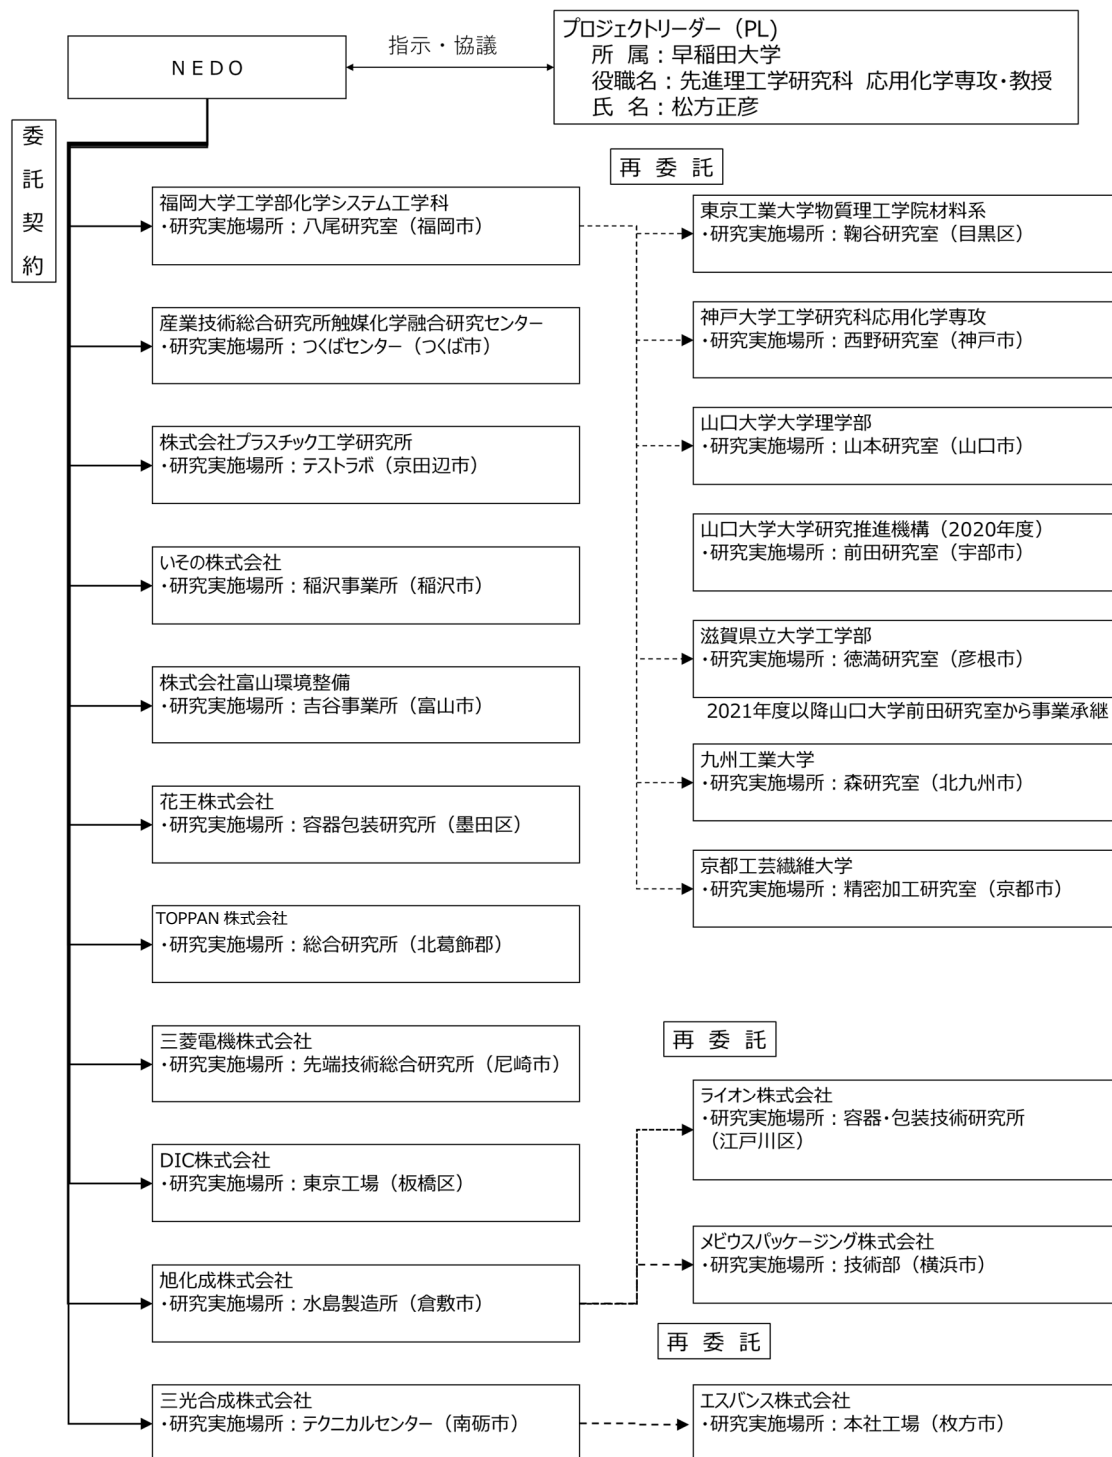 NEDO
指示・協議
プロジェクトリーダー（PL)
所 属：早稲田大学
役職名：先進理工学研究科 応用化学専攻・教授
氏 名：松方正彦
委
託
契
約
福岡大学工学部化学システム工学科
・研究実施場所：八尾研究室（福岡市）
産業技術総合研究所触媒化学融合研究センター
・研究実施場所：つくばセンター（つくば市）
株式会社プラスチック工学研究所
・研究実施場所：テストラボ（京田辺市）
いその株式会社
・研究実施場所：稲沢事業所（稲沢市）
株式会社富山環境整備
・研究実施場所：吉谷事業所（富山市）
花王株式会社
・研究実施場所：容器包装研究所（墨田区）
TOPPAN 株式会社
・研究実施場所：総合研究所（北葛飾郡）
三菱電機株式会社
・研究実施場所：先端技術総合研究所（尼崎市）
DIC株式会社
・研究実施場所：東京工場（板橋区）
旭化成株式会社
・研究実施場所：水島製造所（倉敷市）
三光合成株式会社
・研究実施場所：テクニカルセンター（南砺市）
再 委 託
東京工業大学物質理工学院材料系
・研究実施場所：鞠谷研究室（目黒区）
神戸大学工学研究科応用化学専攻
・研究実施場所：西野研究室（神戸市）
山口大学大学理学部
・研究実施場所：山本研究室（山口市）
山口大学大学研究推進機構（2020年度）
・研究実施場所：前田研究室（宇部市）
滋賀県立大学工学部
・研究実施場所：徳満研究室（彦根市）
2021年度以降山口大学前田研究室から事業承継
九州工業大学
・研究実施場所：森研究室（北九州市）
京都工芸繊維大学
・研究実施場所：精密加工研究室（京都市）
再 委 託
ライオン株式会社
・研究実施場所：容器・包装技術研究所
（江戸川区）
メビウスパッケージング株式会社
・研究実施場所：技術部（横浜市）
再 委 託
エスバンス株式会社
・研究実施場所：本社工場（枚方市）